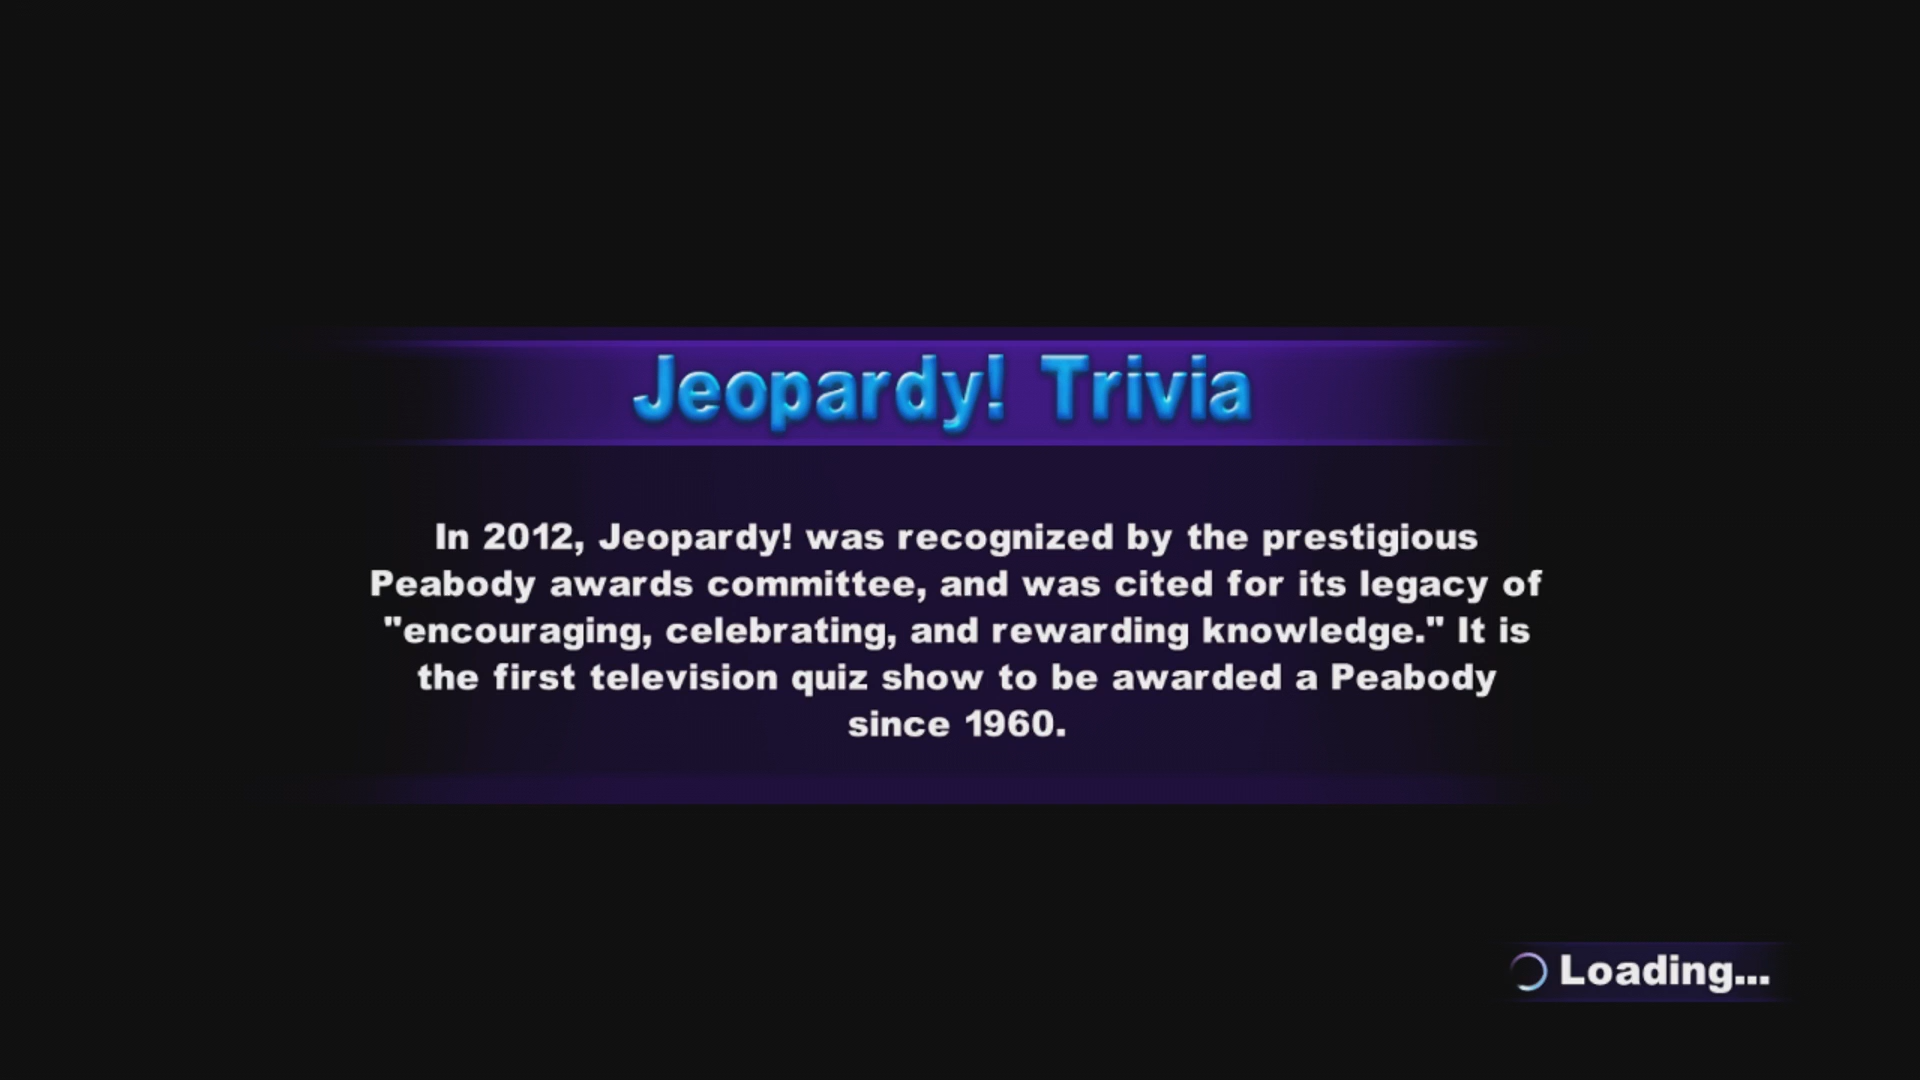 Jeopardy! Trivia
In 2012, Jeopardy! was recognized by the prestigious
Peabody awards committee, and was cited for its legacy of
"encouraging, celebrating, and rewarding knowledge." It is
the first television quiz show to be awarded a Peabody
since 1960.
Loading...